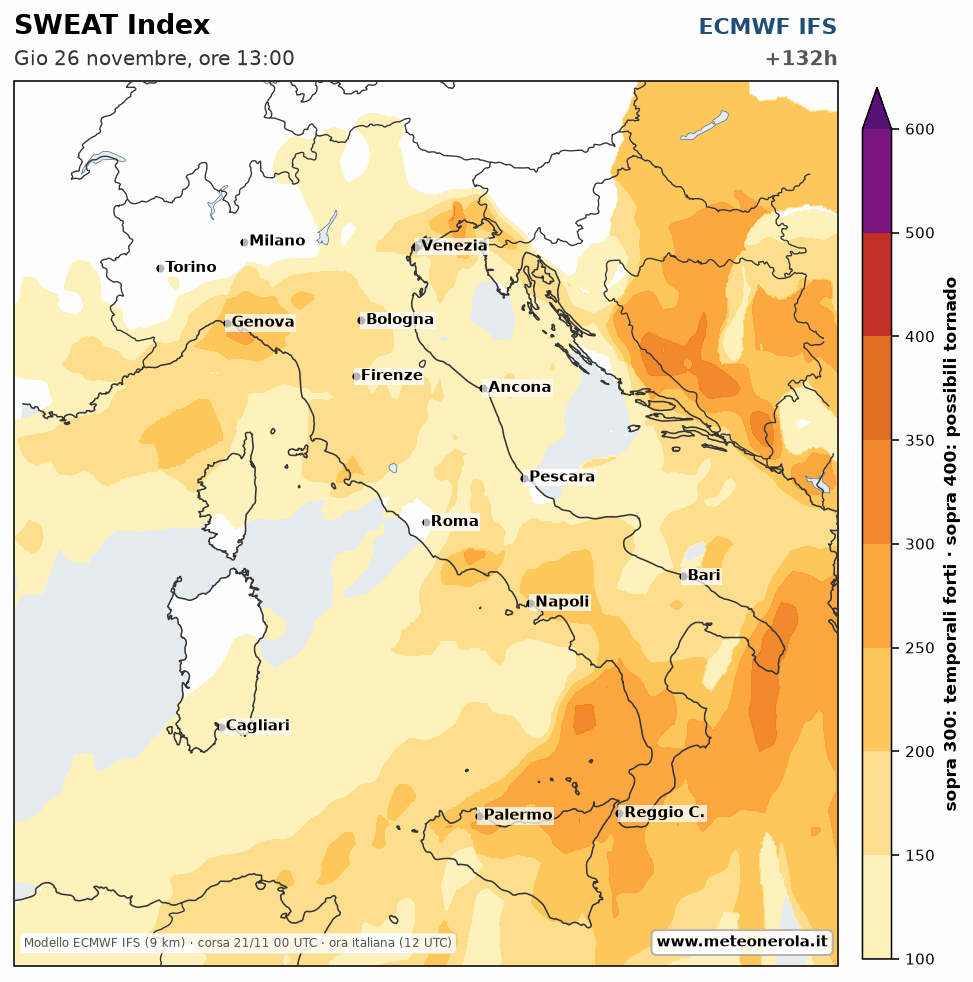 SWEAT Index
ECMWF IFS
Gio 26 novembre, ore 13:00
+132h
Milano
Venezia
Torino
Genova
Bologna
Firenze
Ancona
Pescara
Roma
Bari
Napoli
Cagliari
Palermo
Reggio C.
600
500
400
350
300
250
200
150
100
sopra 300: temporali forti · sopra 400: possibili tornado
Modello ECMWF IFS (9 km) · corsa 21/11 00 UTC · ora italiana (12 UTC)
www.meteonerola.it